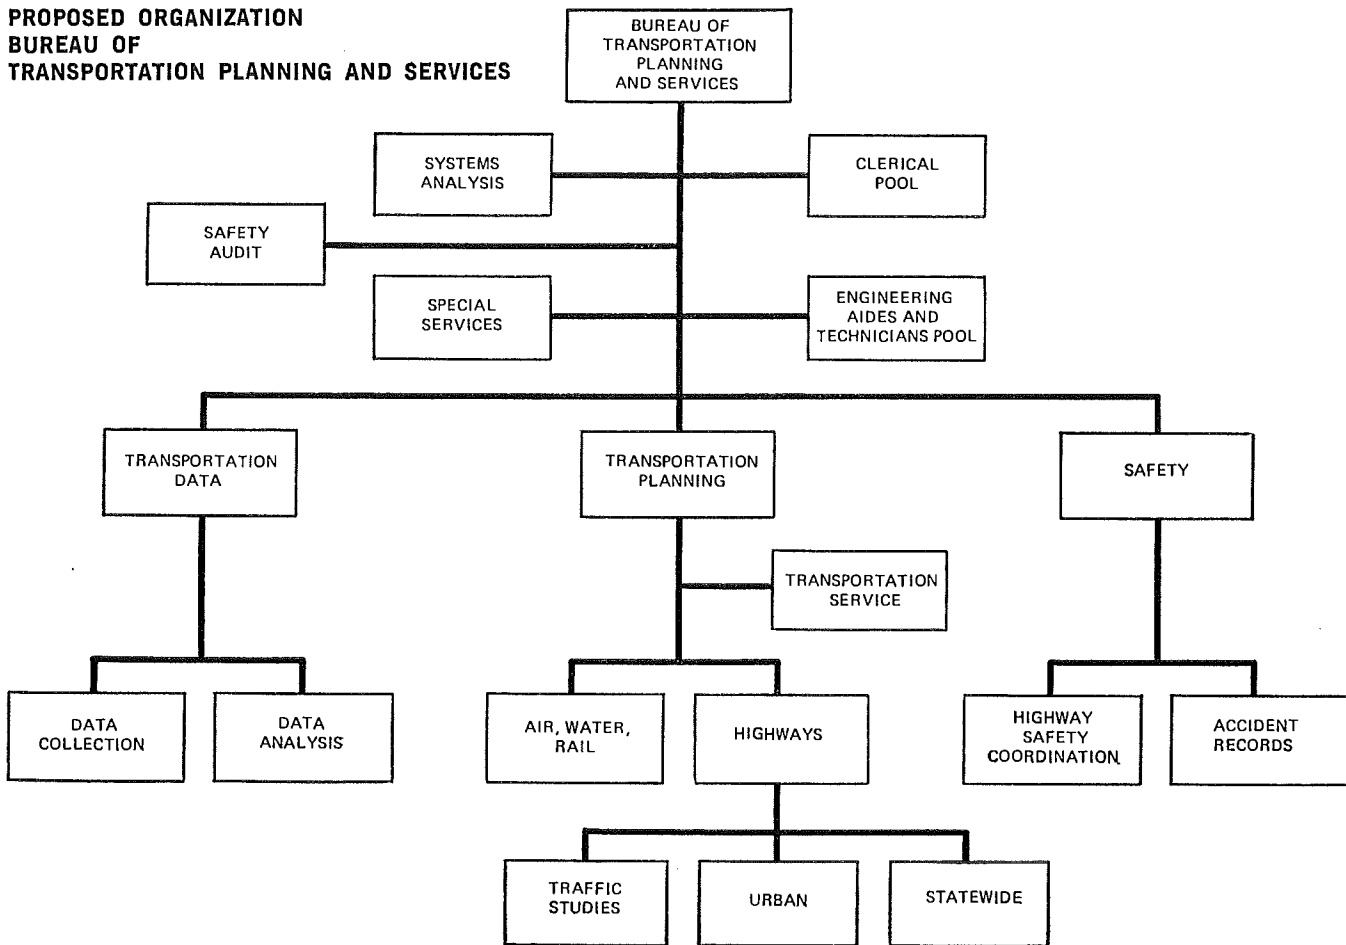 PROPOSED ORGANIZATION
BUREAU OF
TRANSPORTATION PLANNING AND SERVICES
BUREAU OF
TRANSPORTATION
PLANNING
AND SERVICES
SYSTEMS
ANALYSIS
CLERICAL
POOL
SAFETY
AUDIT
SPECIAL
SERVICES
ENGINEERING
AIDES AND
TECHNICIANS POOL
TRANSPORTATION
DATA
TRANSPORTATION
PLANNING
SAFETY
TRANSPORTATION
SERVICE
DATA
COLLECTION
DATA
ANALYSIS
AIR, WATER,
RAIL
HIGHWAYS
HIGHWAY
SAFETY
COORDINATION
ACCIDENT
RECORDS
TRAFFIC
STUDIES
URBAN
STATEWIDE